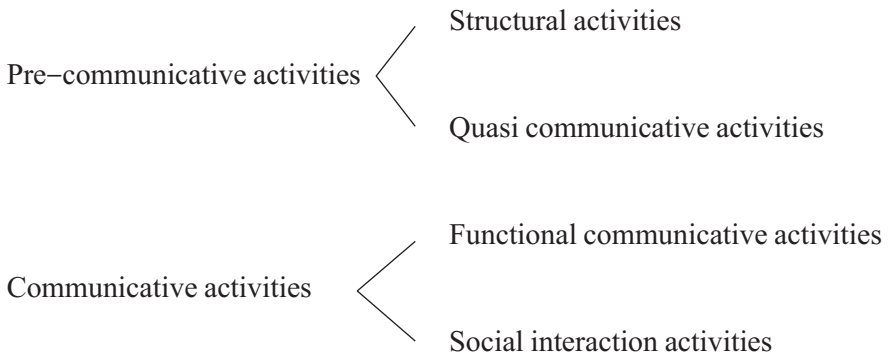 Structural activities
Pre−communicative activities
Quasi communicative activities
Functional communicative activities
Communicative activities
Social interaction activities